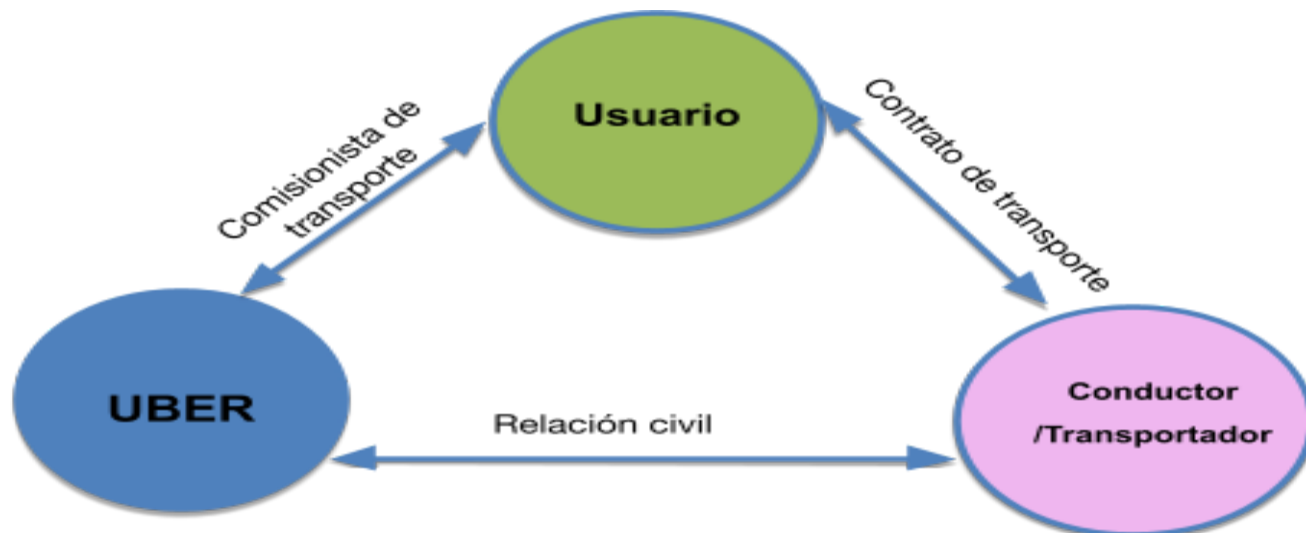 Usuario
Comisionista de
transporte
Contrato de transporte
UBER
Relación civil
Conductor
/Transportador